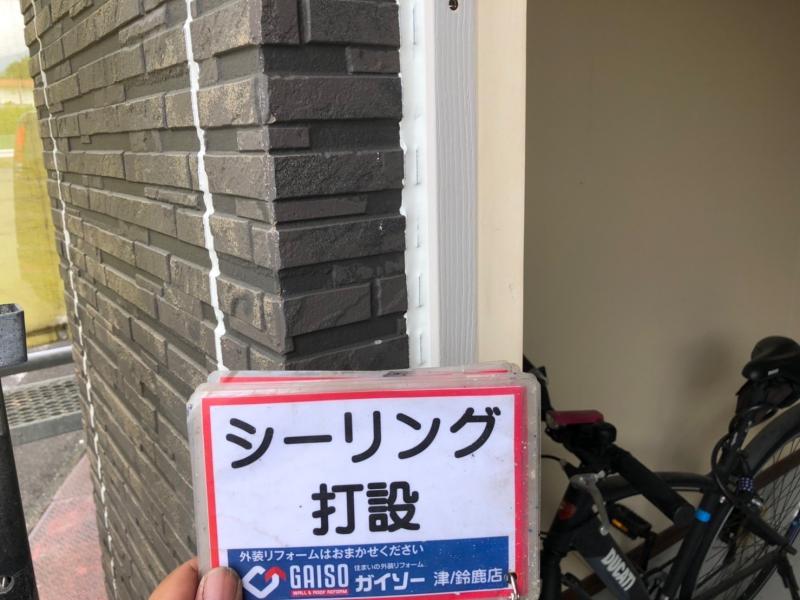 シーリング
打設
外装リフォームはおまかせください
GAISO 住まいの外装リフォーム ガイソー 津/鈴鹿店
WALL & ROOF REFORM
DUCATI